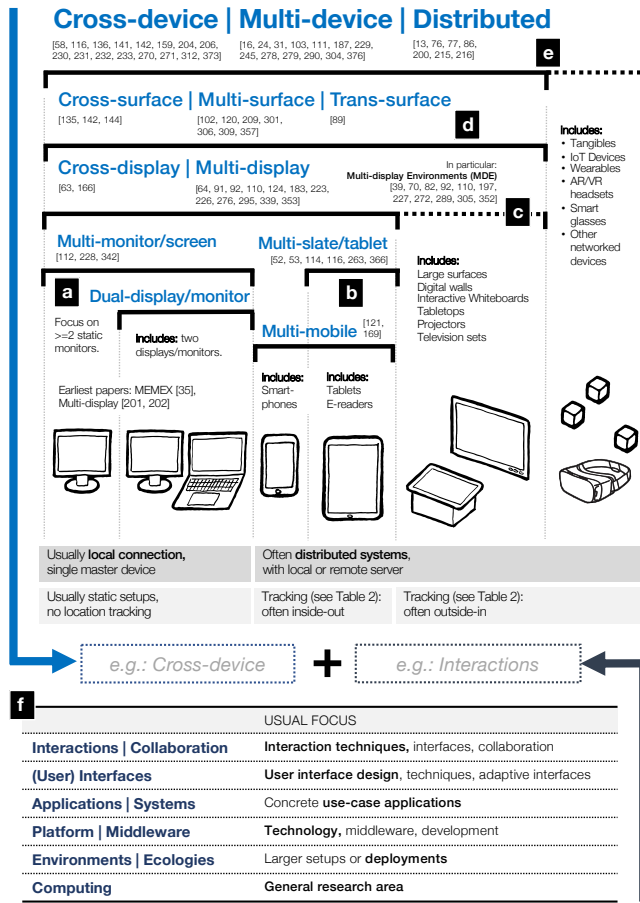 Cross-device | Multi-device | Distributed
[58, 116, 136, 141, 142, 159, 204, 206,
230, 231, 232, 233, 270, 271, 312, 373]
[16, 24, 31, 103, 111, 187, 229,
245, 278, 279, 290, 304, 376]
[13, 76, 77, 86,
200, 215, 216]
e
Cross-surface | Multi-surface | Trans-surface
[135, 142, 144]
[102, 120, 209, 301,
306, 309, 357]
[89]
d
Includes:
• Tangibles
• IoT Devices
• Wearables
• AR/VR
headsets
• Smart
glasses
• Other
networked
devices
Cross-display | Multi-display
[63, 166]
[64, 91, 92, 110, 124, 183, 223,
226, 276, 295, 339, 353]
In particular:
Multi-display Environments (MDE)
[39, 70, 82, 92, 110, 197,
227, 272, 289, 305, 352]
c
Multi-monitor/screen
[112, 228, 342]
Multi-slate/tablet
[52, 53, 114, 116, 263, 366]
Includes:
Large surfaces
Digital walls
Interactive Whiteboards
Tabletops
Projectors
Television sets
a
Dual-display/monitor
b
Focus on
>=2 static
monitors.
Includes: two
displays/monitors.
Multi-mobile [121,
169]
Earliest papers: MEMEX [35],
Multi-display [201, 202]
Includes:
Smart-
phones
Includes:
Tablets
E-readers
Usually local connection,
single master device
Often distributed systems,
with local or remote server
Usually static setups,
no location tracking
Tracking (see Table 2):
often inside-out
Tracking (see Table 2):
often outside-in
e.g.: Cross-device + e.g.: Interactions
f
USUAL FOCUS
Interactions | Collaboration Interaction techniques, interfaces, collaboration
(User) Interfaces User interface design, techniques, adaptive interfaces
Applications | Systems Concrete use-case applications
Platform | Middleware Technology, middleware, development
Environments | Ecologies Larger setups or deployments
Computing General research area